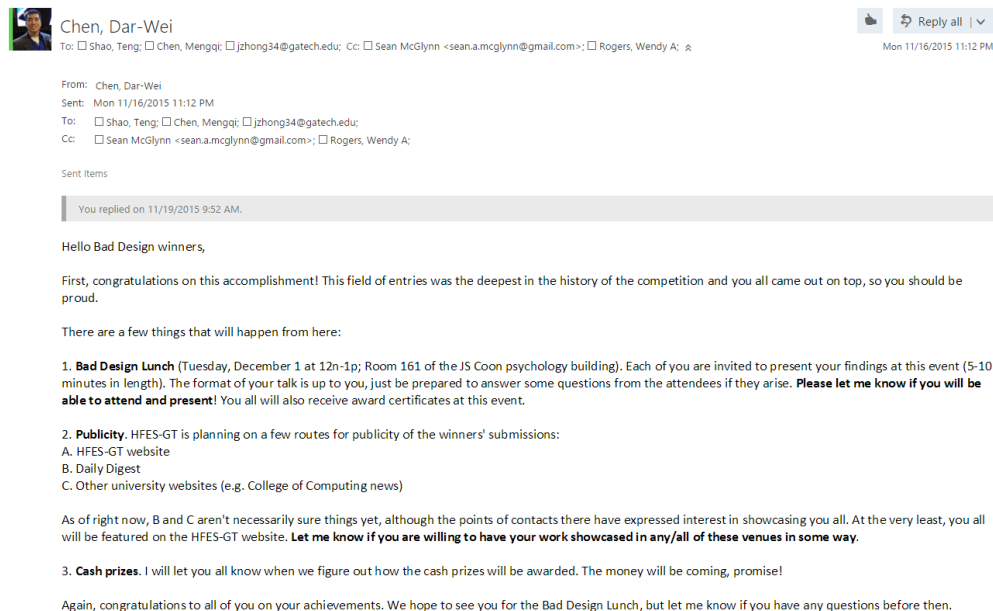 Chen, Dar-Wei
Reply all
To: Shao, Teng; Chen, Mengqi; jzhong34@gatech.edu; Cc: Sean McGlynn <sean.a.mcglynn@gmail.com>; Rogers, Wendy A;
Mon 11/16/2015 11:12 PM
From: Chen, Dar-Wei
Sent: Mon 11/16/2015 11:12 PM
To: Shao, Teng; Chen, Mengqi; jzhong34@gatech.edu;
Cc: Sean McGlynn <sean.a.mcglynn@gmail.com>; Rogers, Wendy A;
Sent Items
You replied on 11/19/2015 9:52 AM.
Hello Bad Design winners,
First, congratulations on this accomplishment! This field of entries was the deepest in the history of the competition and you all came out on top, so you should be
proud.
There are a few things that will happen from here:
1. Bad Design Lunch (Tuesday, December 1 at 12n-1p; Room 161 of the JS Coon psychology building). Each of you are invited to present your findings at this event (5-10
minutes in length). The format of your talk is up to you, just be prepared to answer some questions from the attendees if they arise. Please let me know if you will be
able to attend and present! You all will also receive award certificates at this event.
2. Publicity. HFES-GT is planning on a few routes for publicity of the winners' submissions:
A. HFES-GT website
B. Daily Digest
C. Other university websites (e.g. College of Computing news)
As of right now, B and C aren't necessarily sure things yet, although the points of contacts there have expressed interest in showcasing you all. At the very least, you all
will be featured on the HFES-GT website. Let me know if you are willing to have your work showcased in any/all of these venues in some way.
3. Cash prizes. I will let you all know when we figure out how the cash prizes will be awarded. The money will be coming, promise!
Again, congratulations to all of you on your achievements. We hope to see you for the Bad Design Lunch, but let me know if you have any questions before then.